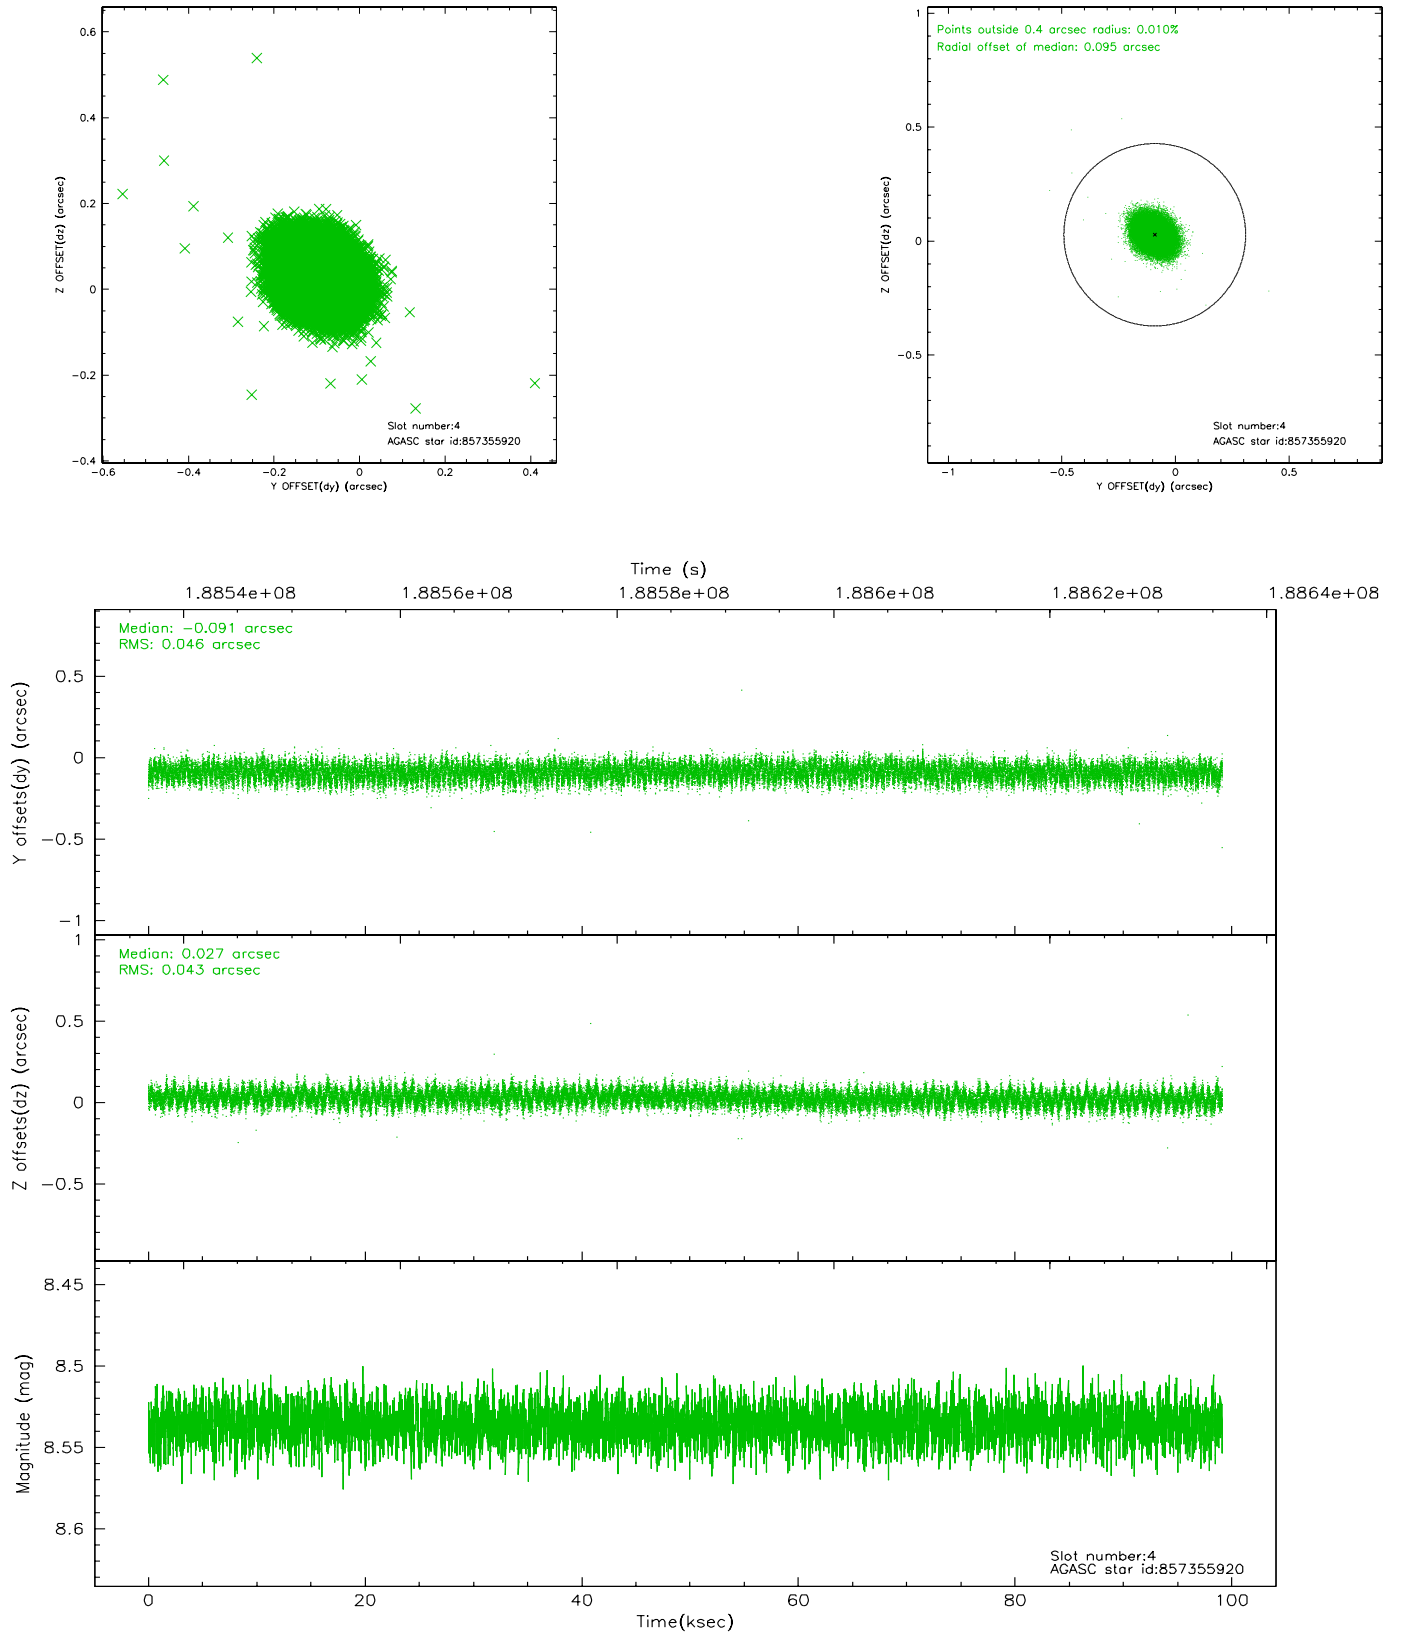 0.6
0.4
0.2
0
−0.2
−0.4
Z OFFSET(dz) (arcsec)
−0.6 −0.4 −0.2 0 0.2 0.4
Y OFFSET(dy) (arcsec)
Slot number:4
AGASC star id:857355920
Points outside 0.4 arcsec radius: 0.010%
Radial offset of median: 0.095 arcsec
1
0.5
0
−0.5
Z OFFSET(dz) (arcsec)
−1 −0.5 0 0.5
Y OFFSET(dy) (arcsec)
Slot number:4
AGASC star id:857355920
Time (s)
1.8854e+08 1.8856e+08 1.8858e+08 1.886e+08 1.8862e+08 1.8864e+08
Median: −0.091 arcsec
RMS: 0.046 arcsec
0.5
0
−0.5
−1
Y offsets(dy) (arcsec)
Median: 0.027 arcsec
RMS: 0.043 arcsec
1
0.5
0
−0.5
Z offsets(dz) (arcsec)
8.45
8.5
8.55
8.6
Magnitude (mag)
Slot number:4
AGASC star id:857355920
0 20 40 60 80 100
Time(ksec)